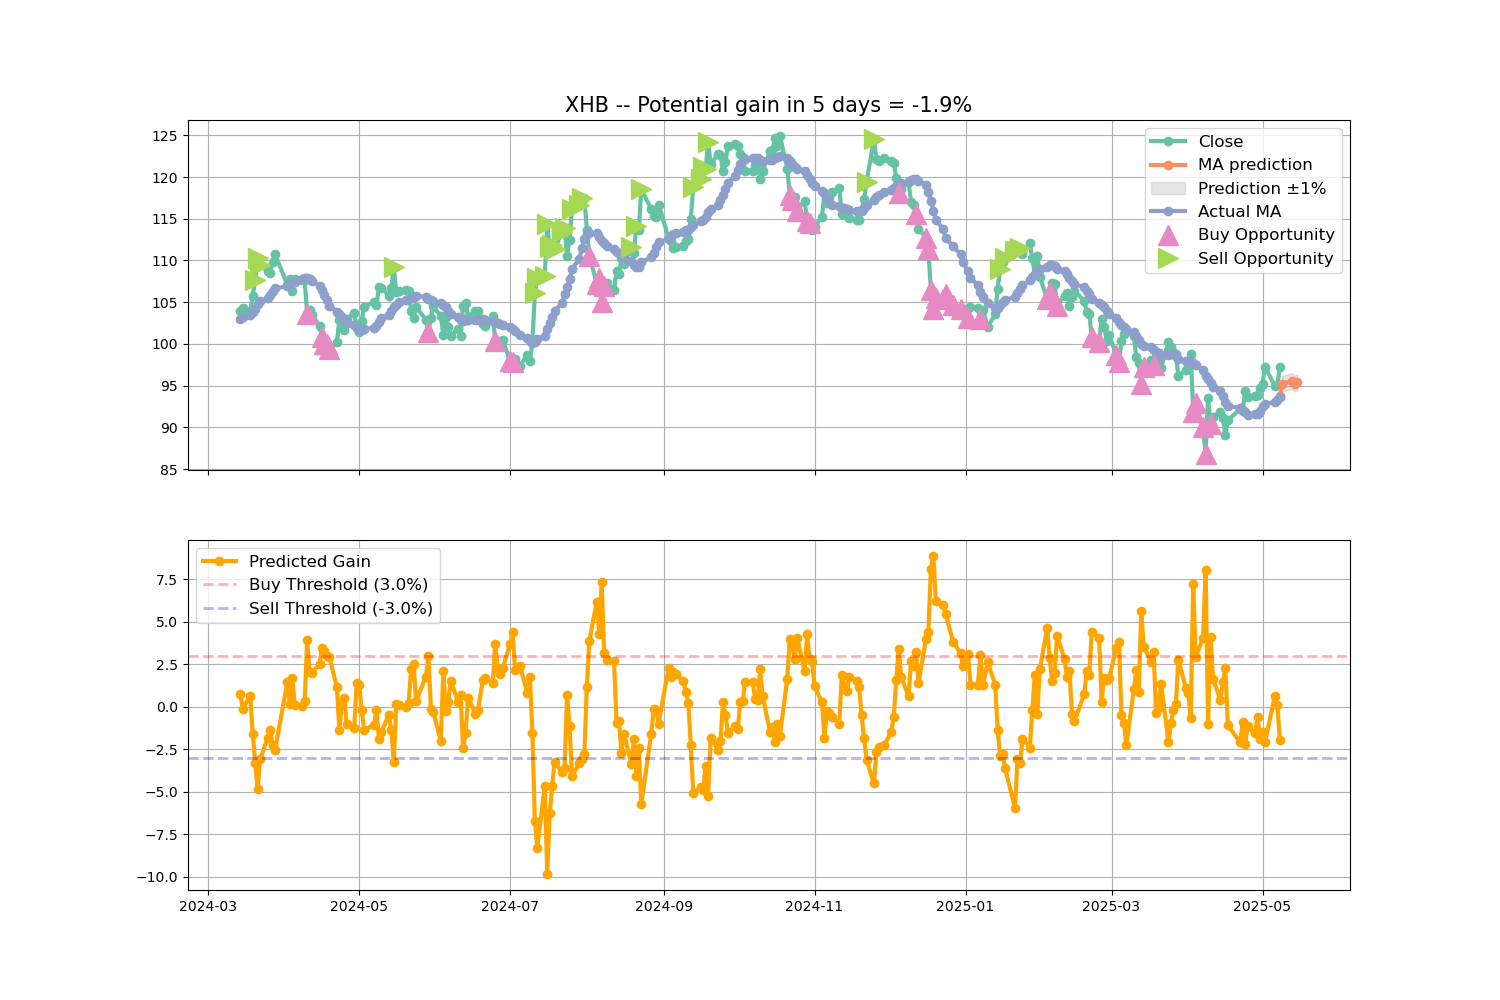 XHB -- Potential gain in 5 days = -1.9%
125
120
115
110
105
100
95
90
85
Close
MA prediction
Prediction ±1%
Actual MA
Buy Opportunity
Sell Opportunity
7.5
5.0
2.5
0.0
−2.5
−5.0
−7.5
−10.0
Predicted Gain
Buy Threshold (3.0%)
Sell Threshold (-3.0%)
2024-03
2024-05
2024-07
2024-09
2024-11
2025-01
2025-03
2025-05